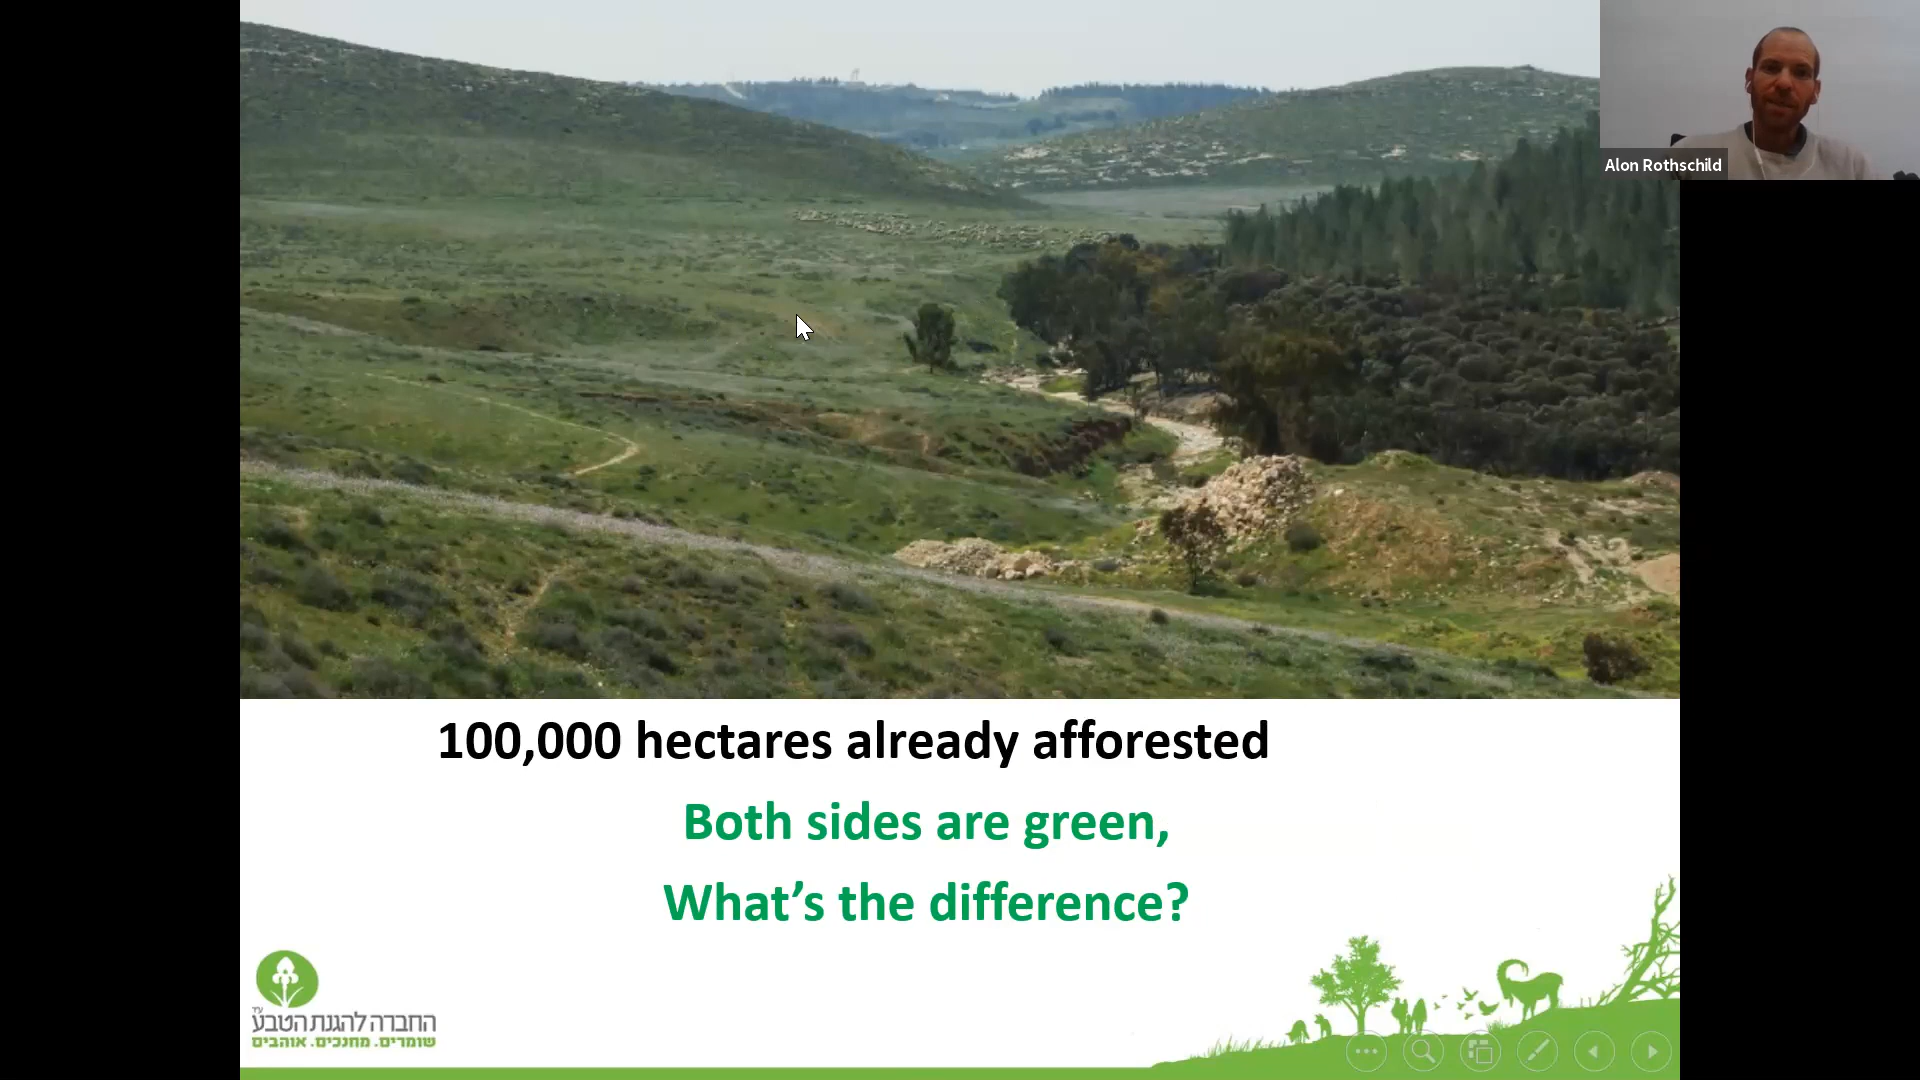 Alon Rothschild
100,000 hectares already afforested
Both sides are green,
What’s the difference?
ע״ר
החברה להגנת הטבע
שומרים. מחנכים. אוהבים